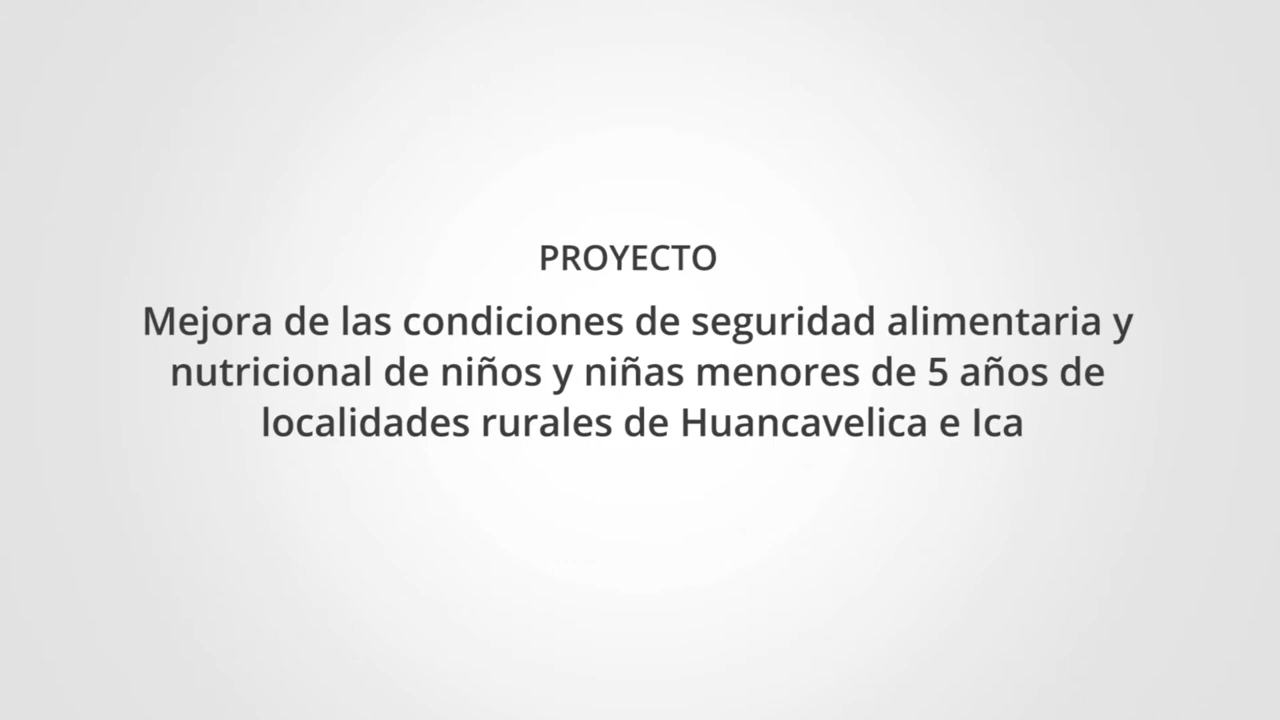 PROYECTO
Mejora de las condiciones de seguridad alimentaria y
nutricional de niños y niñas menores de 5 años de
localidades rurales de Huancavelica e Ica